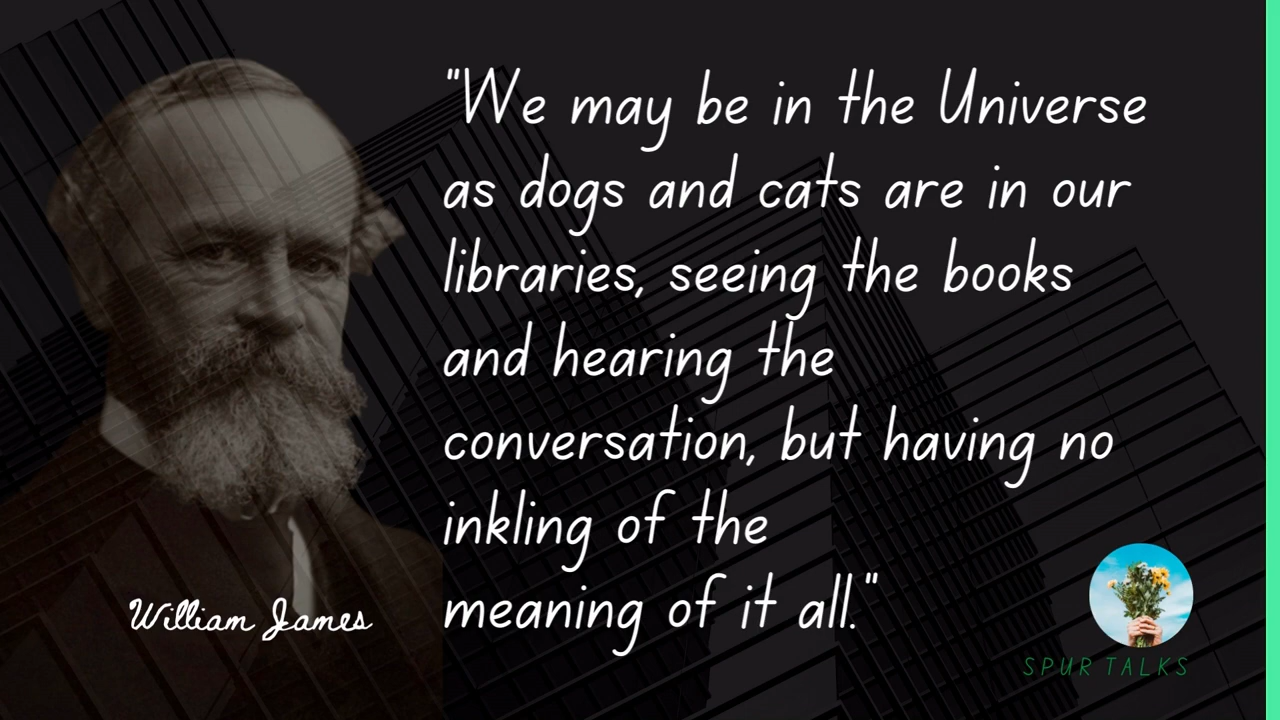 "We may be in the Universe
as dogs and cats are in our
libraries, seeing the books
and hearing the
conversation, but having no
inkling of the
meaning of it all."
William James
SPUR TALKS